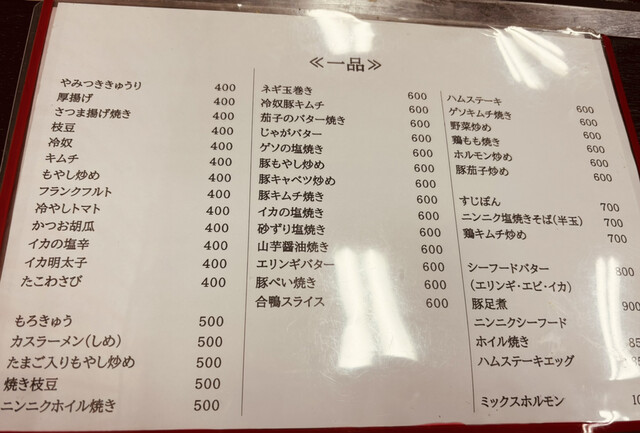 ≪一品≫
やみつききゅうり 400
厚揚げ 400
さつま揚げ焼き 400
枝豆 400
冷奴 400
キムチ 400
もやし炒め 400
フランクフルト 400
冷やしトマト 400
かつお胡瓜 400
イカの塩辛 400
イカ明太子 400
たこわさび 400
もろきゅう 500
カスラーメン(しめ) 500
たまご入りもやし炒め 500
焼き枝豆 500
ニンニクホイル焼き 500
ネギ玉巻き 600
冷奴豚キムチ 600
茄子のバター焼き 600
じゃがバター 600
ゲソの塩焼き 600
豚もやし炒め 600
豚キャベツ炒め 600
豚キムチ焼き 600
イカの塩焼き 600
砂ずり塩焼き 600
山芋醤油焼き 600
エリンギバター 600
豚ぺい焼き 600
合鴨スライス 600
ハムステーキ 600
ゲソキムチ焼き 600
野菜炒め 600
鶏もも焼き 600
ホルモン炒め 600
豚茄子炒め
すじぽん 700
ニンニク塩焼きそば(半玉) 700
鶏キムチ炒め 700
シーフードバター 800
(エリンギ・エビ・イカ)
豚足煮 900
ニンニクシーフード
ホイル焼き
ハムステーキエッグ
ミックスホルモン